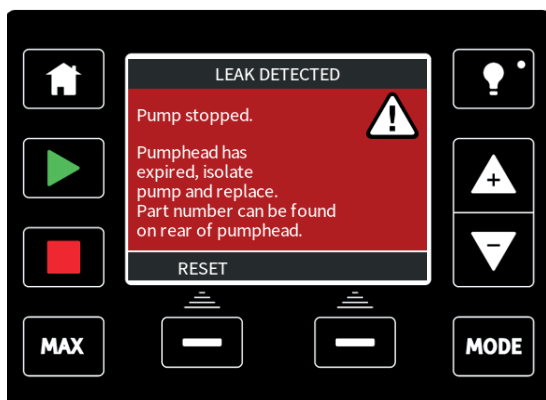 LEAK DETECTED
Pump stopped.
Pumphead has
expired, isolate
pump and replace.
Part number can be found
on rear of pumphead.
RESET
MAX
MODE